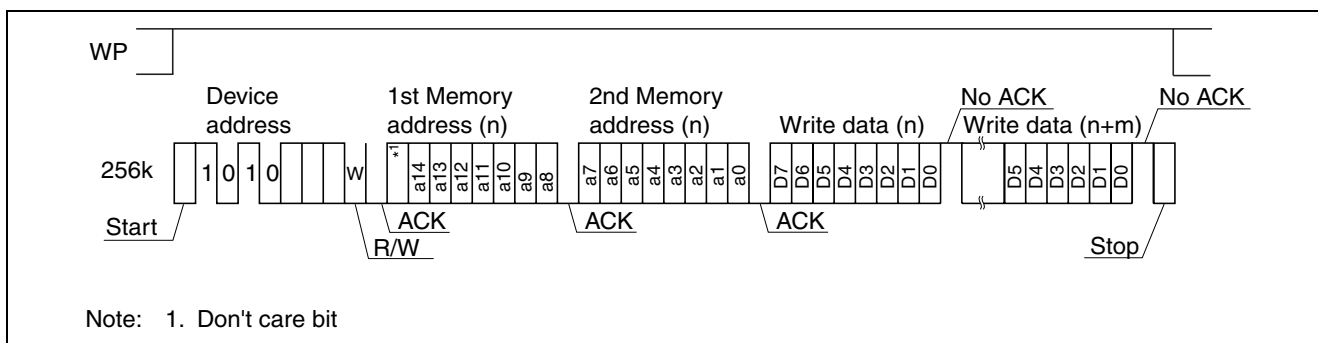 WP
Device address
1st Memory address (n)
2nd Memory address (n)
Write data (n)
No ACK
Write data (n+m)
No ACK
256k
1 0 1 0
W
*1 a14 a13 a12 a11 a10 a9 a8
a7 a6 a5 a4 a3 a2 a1 a0
D7 D6 D5 D4 D3 D2 D1 D0
D5 D4 D3 D2 D1 D0
Start
R/W
ACK
ACK
ACK
Stop
Note: 1. Don't care bit